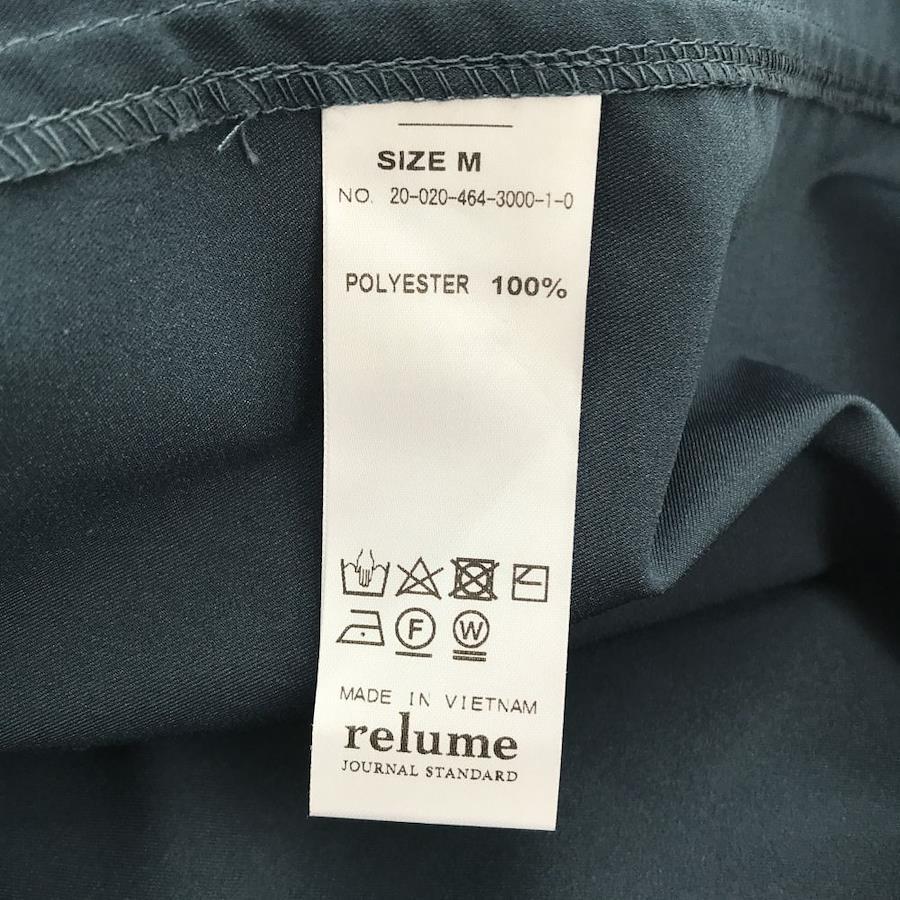 SIZE M
NO. 20-020-464-3000-1-0
POLYESTER 100%
F W
MADE IN VIETNAM
relume
JOURNAL STANDARD